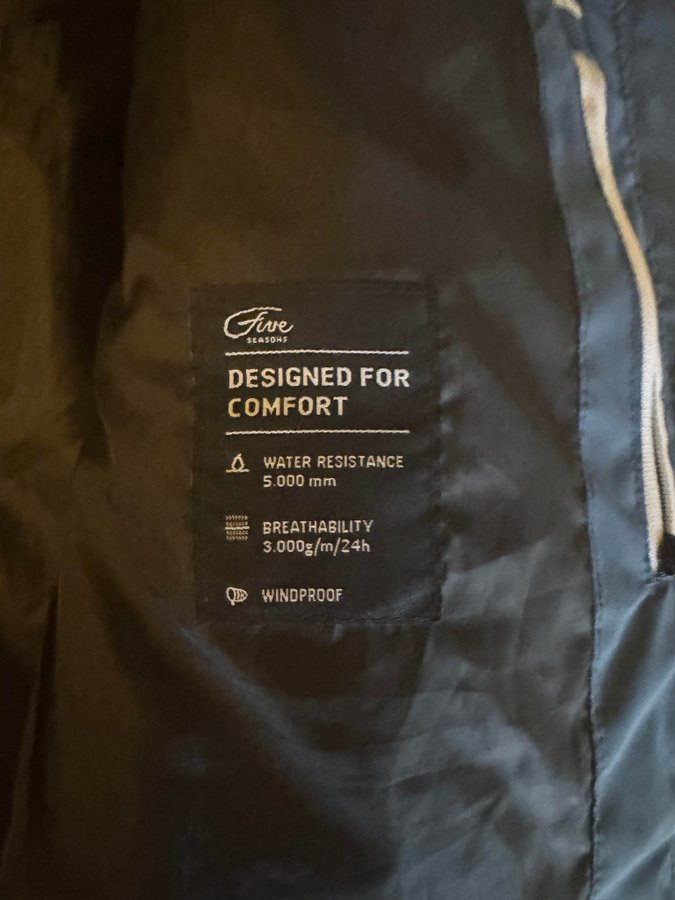 Five
SEASONS
DESIGNED FOR
COMFORT
WATER RESISTANCE
5.000 mm
BREATHABILITY
3.000g/m/24h
WINDPROOF